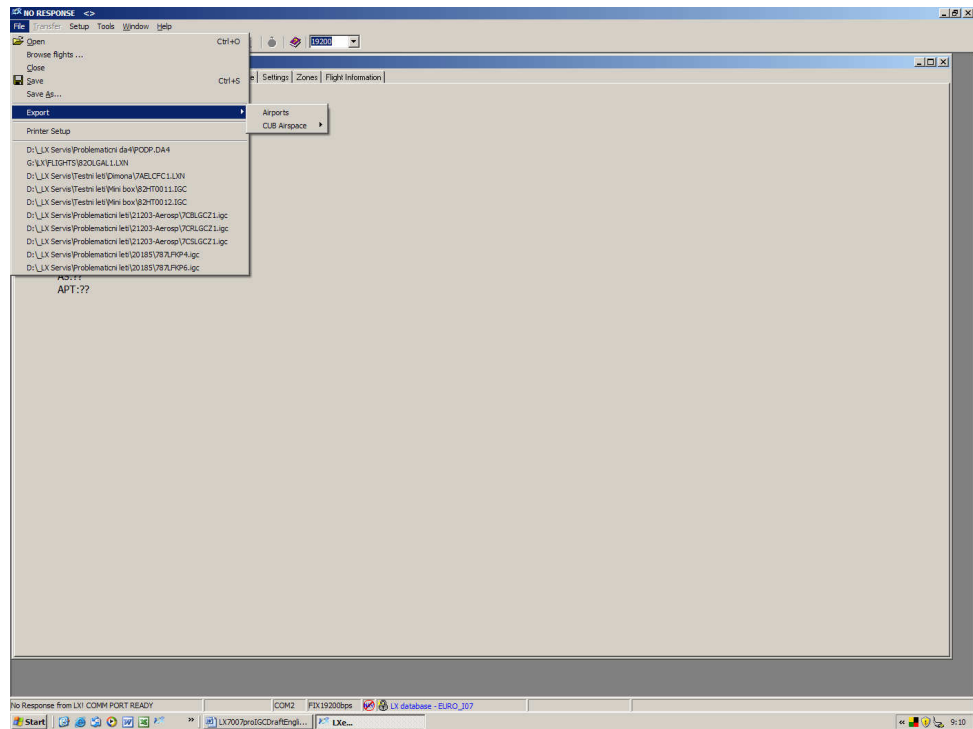 NO RESPONSE <>
File Transfer Setup Tools Window Help
Open Ctrl+O
19200
Browse flights ...
Close
Save Ctrl+S
e Settings Zones Flight Information
Save As...
Export
Airports
CUB Airspace
Printer Setup
D:\_LX Servis\Problematicni da4\PODP.DA4
G:\LX\FLIGHTS\82OLGAL1.LXN
D:\_LX Servis\Testni leti\Dimona\7AELCFC1.LXN
D:\_LX Servis\Testni leti\Mini box\82HT0011.IGC
D:\_LX Servis\Testni leti\Mini box\82HT0012.IGC
D:\_LX Servis\Problematicni leti\21203-Aerosp\7CBLGCZ1.igc
D:\_LX Servis\Problematicni leti\21203-Aerosp\7CRLGCZ1.igc
D:\_LX Servis\Problematicni leti\21203-Aerosp\7CSLGCZ1.igc
D:\_LX Servis\Problematicni leti\20185\787LFKP4.igc
D:\_LX Servis\Problematicni leti\20185\787LFKP6.igc
AS:??
APT:??
No Response from LX! COMM PORT READY COM2 FIX19200bps LX database - EURO_I07
Start » LX7007proIGCDraftEngli... LXe... « 9:10